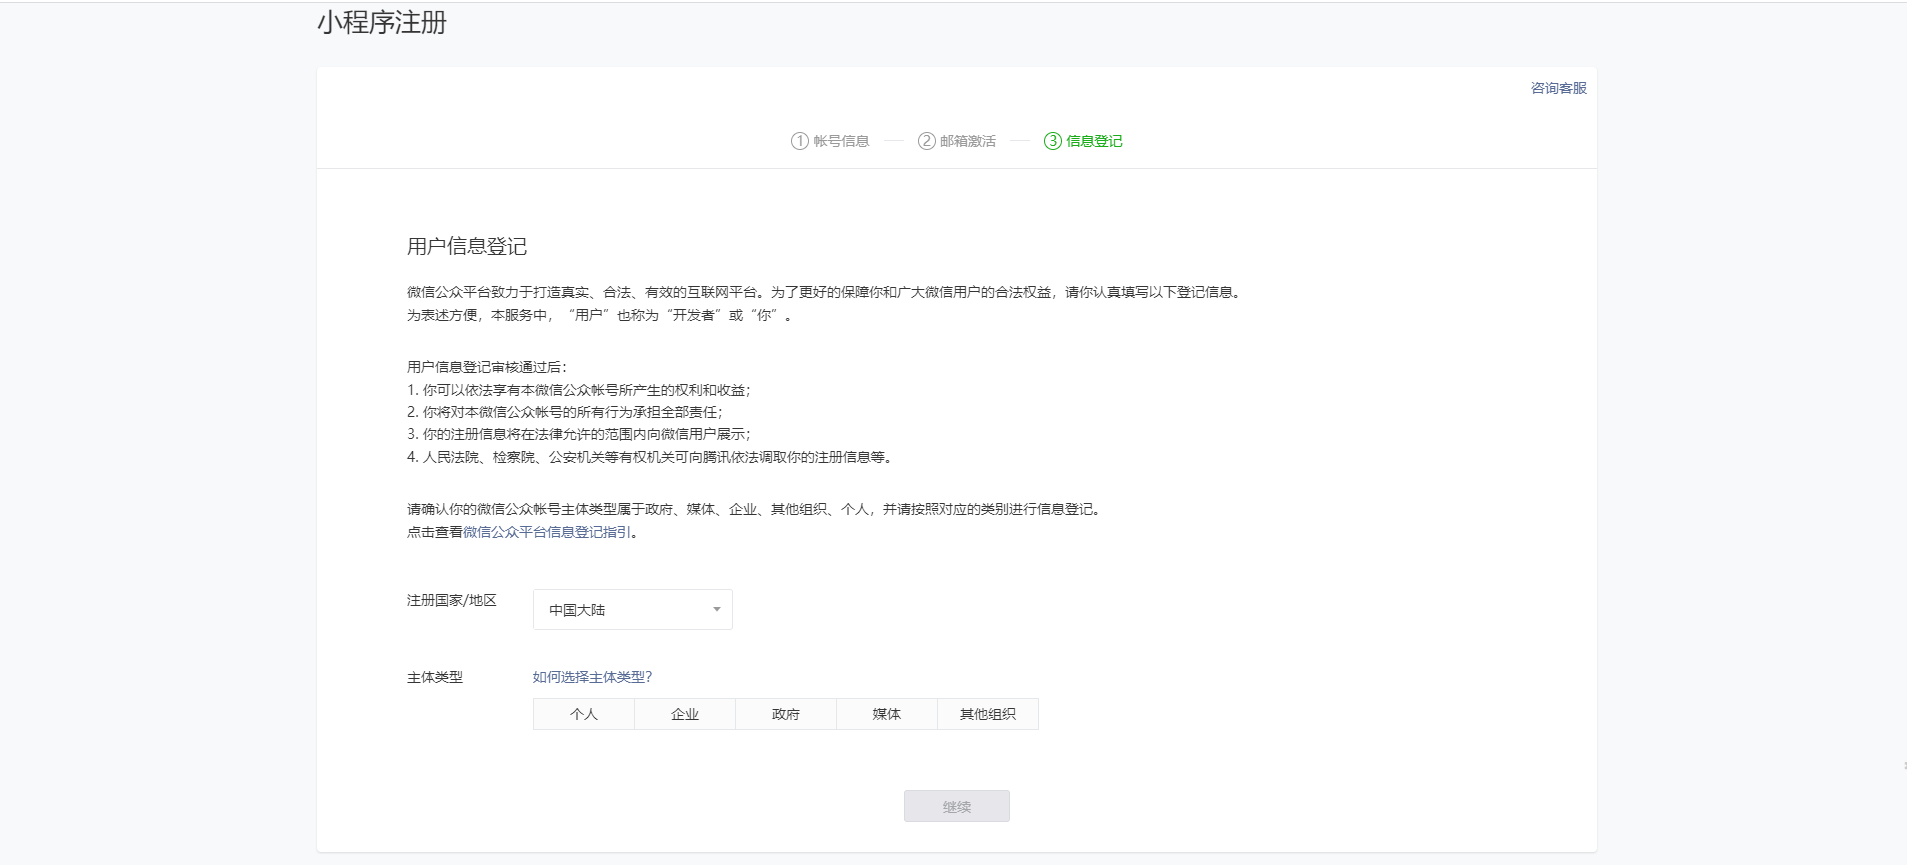 小程序注册
咨询客服
① 帐号信息 ② 邮箱激活 ③ 信息登记
用户信息登记
微信公众平台致力于打造真实、合法、有效的互联网平台。为了更好的保障你和广大微信用户的合法权益，请你认真填写以下登记信息。
为表述方便，本服务中，“用户”也称为“开发者”或“你”。
用户信息登记审核通过后：
1. 你可以依法享有本微信公众帐号所产生的权利和收益；
2. 你将对本微信公众帐号的所有行为承担全部责任；
3. 你的注册信息将在法律允许的范围内向微信用户展示；
4. 人民法院、检察院、公安机关等有权机关可向腾讯依法调取你的注册信息等。
请确认你的微信公众帐号主体类型属于政府、媒体、企业、其他组织、个人，并请按照对应的类别进行信息登记。
点击查看微信公众平台信息登记指引。
注册国家/地区 中国大陆
主体类型 如何选择主体类型？
个人 企业 政府 媒体 其他组织
继续